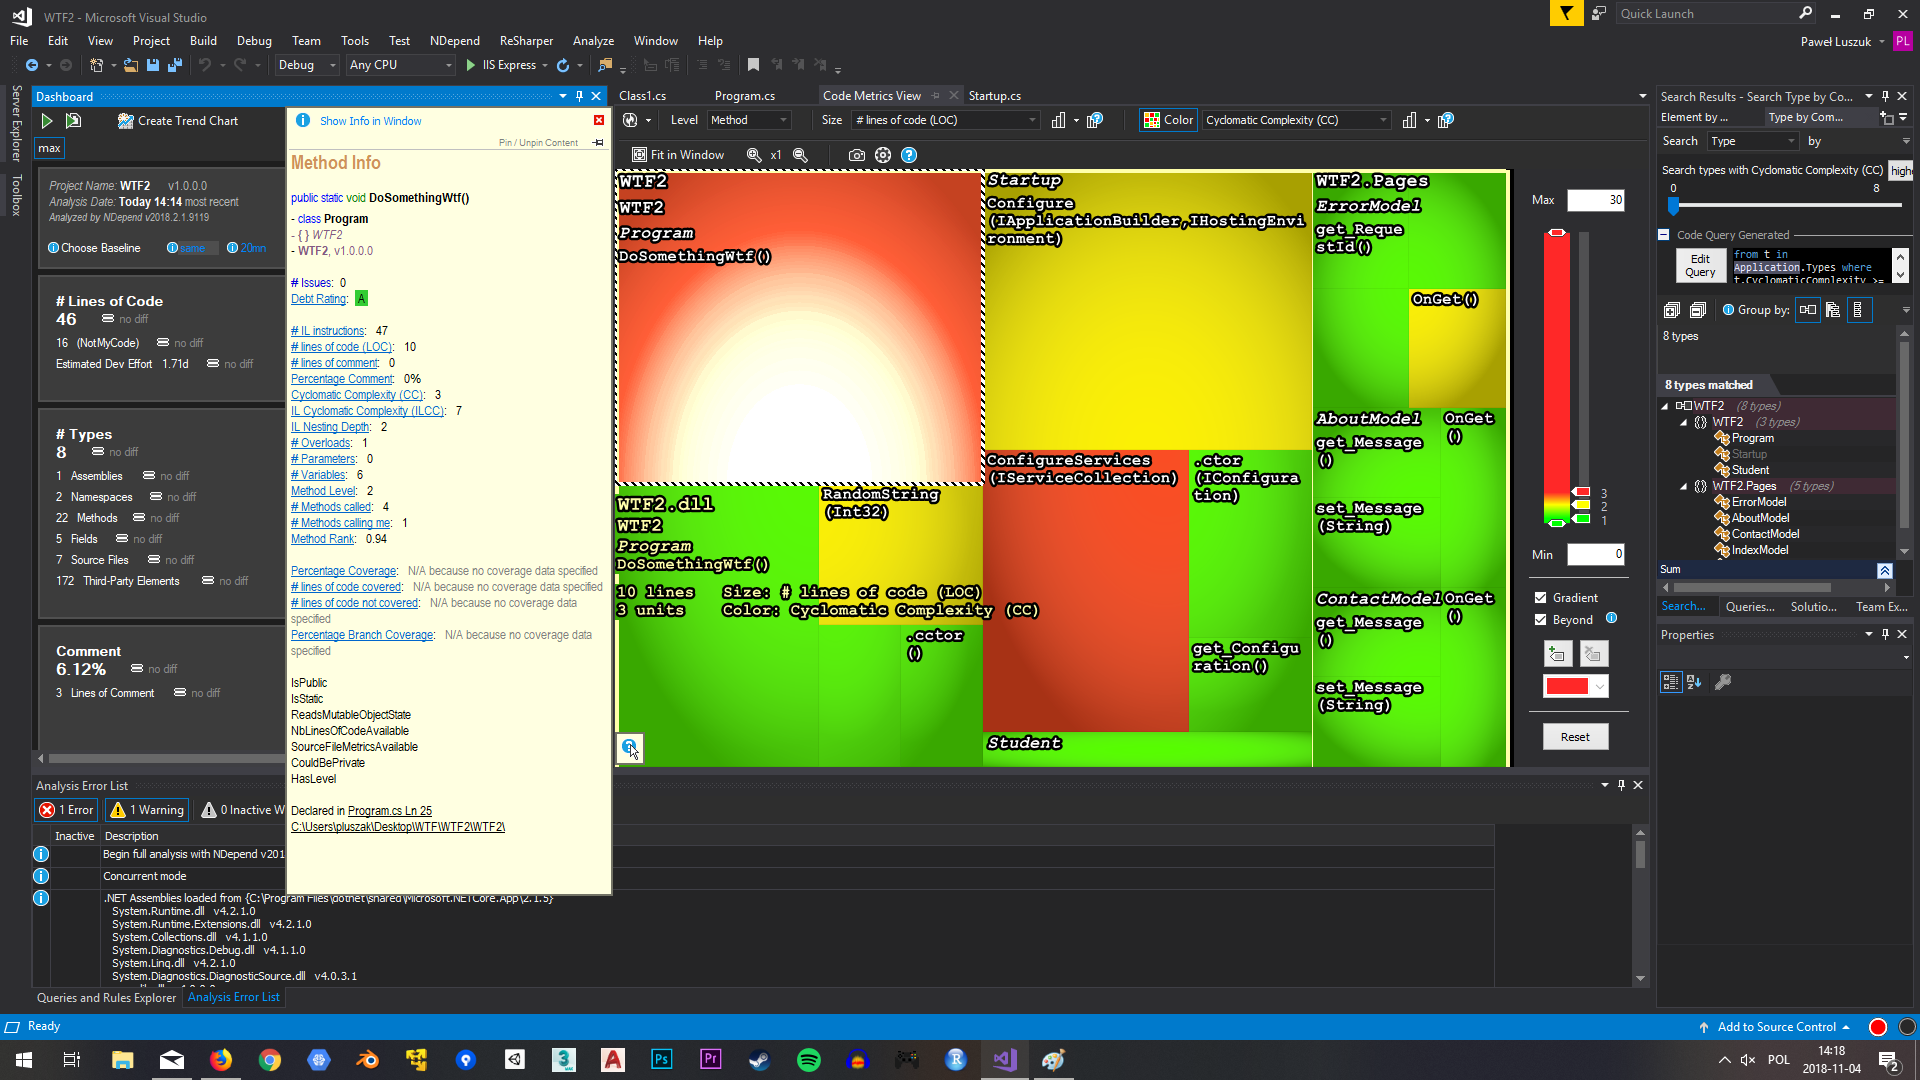 WTF2 - Microsoft Visual Studio
Quick Launch
File Edit View Project Build Debug Team Tools Test NDepend ReSharper Analyze Window Help
Paweł Luszuk PL
Debug Any CPU IIS Express
Server Explorer
Toolbox
Dashboard
Create Trend Chart
max
Project Name: WTF2 v1.0.0.0
Analysis Date: Today 14:14 most recent
Analyzed by NDepend v2018.2.1.9119
Choose Baseline same 20mn
# Lines of Code
46 no diff
16 (NotMyCode) no diff
Estimated Dev Effort 1.71d no diff
# Types
8 no diff
1 Assemblies no diff
2 Namespaces no diff
22 Methods no diff
5 Fields no diff
7 Source Files no diff
172 Third-Party Elements no diff
Comment
6.12% no diff
3 Lines of Comment no diff
Show Info in Window
Pin / Unpin Content
Method Info
public static void DoSomethingWtf()
- class Program
- { } WTF2
- WTF2, v1.0.0.0
# Issues: 0
Debt Rating: A
# IL instructions: 47
# lines of code (LOC): 10
# lines of comment: 0
Percentage Comment: 0%
Cyclomatic Complexity (CC): 3
IL Cyclomatic Complexity (ILCC): 7
IL Nesting Depth: 2
# Overloads: 1
# Parameters: 0
# Variables: 6
Method Level: 2
# Methods called: 4
# Methods calling me: 1
Method Rank: 0.94
Percentage Coverage: N/A because no coverage data specified
# lines of code covered: N/A because no coverage data specified
# lines of code not covered: N/A because no coverage data
specified
Percentage Branch Coverage: N/A because no coverage data
specified
IsPublic
IsStatic
ReadsMutableObjectState
NbLinesOfCodeAvailable
SourceFileMetricsAvailable
CouldBePrivate
HasLevel
Declared in Program.cs Ln 25
C:\Users\pluszak\Desktop\WTF\WTF2\WTF2\
Class1.cs Program.cs Code Metrics View Startup.cs
Level Method Size # lines of code (LOC) Color Cyclomatic Complexity (CC)
Fit in Window x1
WTF2
WTF2
Program
DoSomethingWtf()
Startup
Configure
(IApplicationBuilder,IHostingEnvi
ronment)
WTF2.Pages
ErrorModel
get_Reque
stId()
OnGet()
AboutModel OnGet
()
get_Message
()
set_Message
(String)
ContactModel OnGet
()
get_Message
()
set_Message
(String)
ConfigureServices
(IServiceCollection)
.ctor
(IConfigura
tion)
get_Configu
ration()
RandomString
(Int32)
WTF2.dll
WTF2
Program
DoSomethingWtf()
10 lines Size: # lines of code (LOC)
3 units Color: Cyclomatic Complexity (CC)
.cctor
()
Student
Max 30
3
2
1
Min 0
Gradient
Beyond
Reset
Search Results - Search Type by Co...
Element by ... Type by Com...
Search Type by
Search types with Cyclomatic Complexity (CC) high
0 8
Code Query Generated
Edit
Query
from t in
Application.Types where
t.CyclomaticComplexity >=
Group by:
8 types
8 types matched
WTF2 (8 types)
WTF2 (3 types)
Program
Startup
Student
WTF2.Pages (5 types)
ErrorModel
AboutModel
ContactModel
IndexModel
Sum
Search... Queries... Solutio... Team Ex...
Properties
Analysis Error List
1 Error 1 Warning 0 Inactive W
Inactive Description
Begin full analysis with NDepend v201
Concurrent mode
.NET Assemblies loaded from {C:\Program Files\dotnet\shared\Microsoft.NETCore.App\2.1.5}
System.Runtime.dll v4.2.1.0
System.Runtime.Extensions.dll v4.2.1.0
System.Collections.dll v4.1.1.0
System.Diagnostics.Debug.dll v4.1.1.0
System.Linq.dll v4.2.1.0
System.Diagnostics.DiagnosticSource.dll v4.0.3.1
Queries and Rules Explorer Analysis Error List
Ready
Add to Source Control
POL
14:18
2018-11-04
2